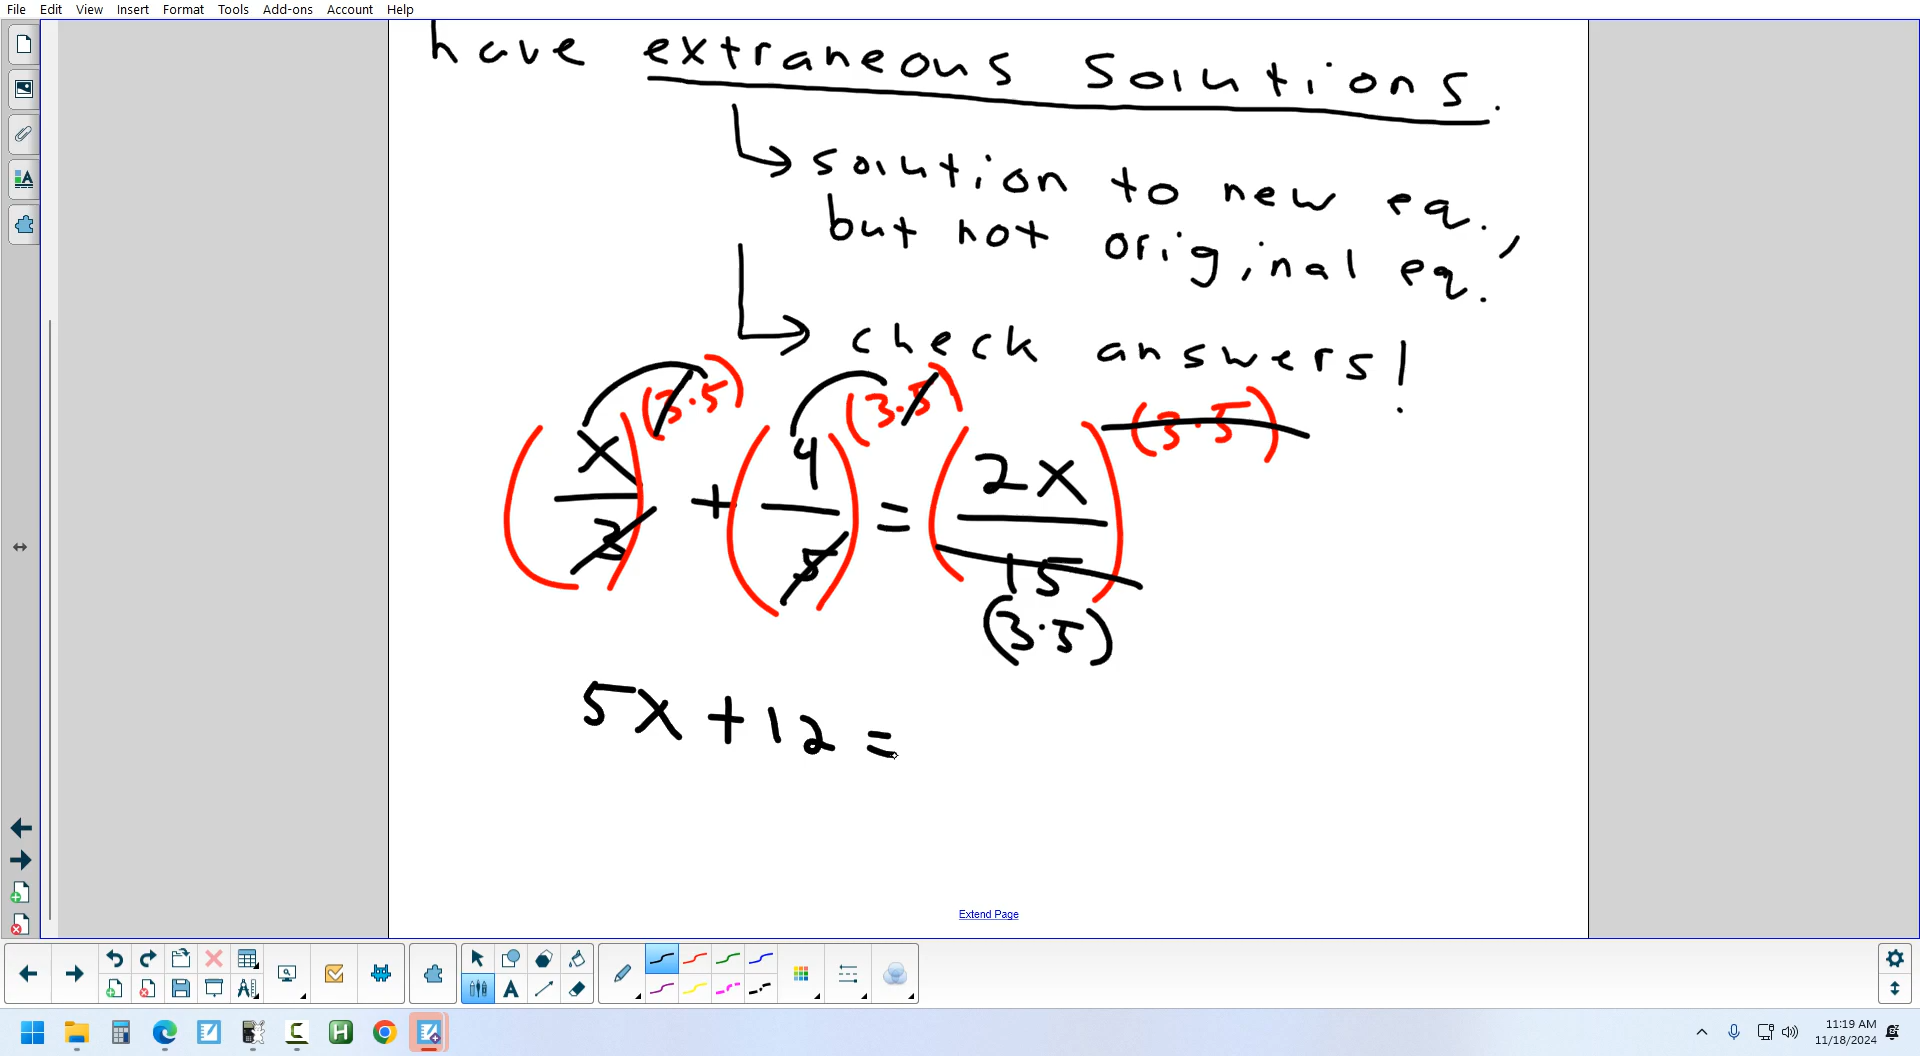 File Edit View Insert Format Tools Add-ons Account Help
have extraneous solutions.
↳ solution to new eq.,
but not original eq.
↳ check answers!
(x/3)(3·5) + (4/5)(3·5) = (2x/15)(3·5)
(3·5)
5x + 12 =
Extend Page
A
11:19 AM
11/18/2024